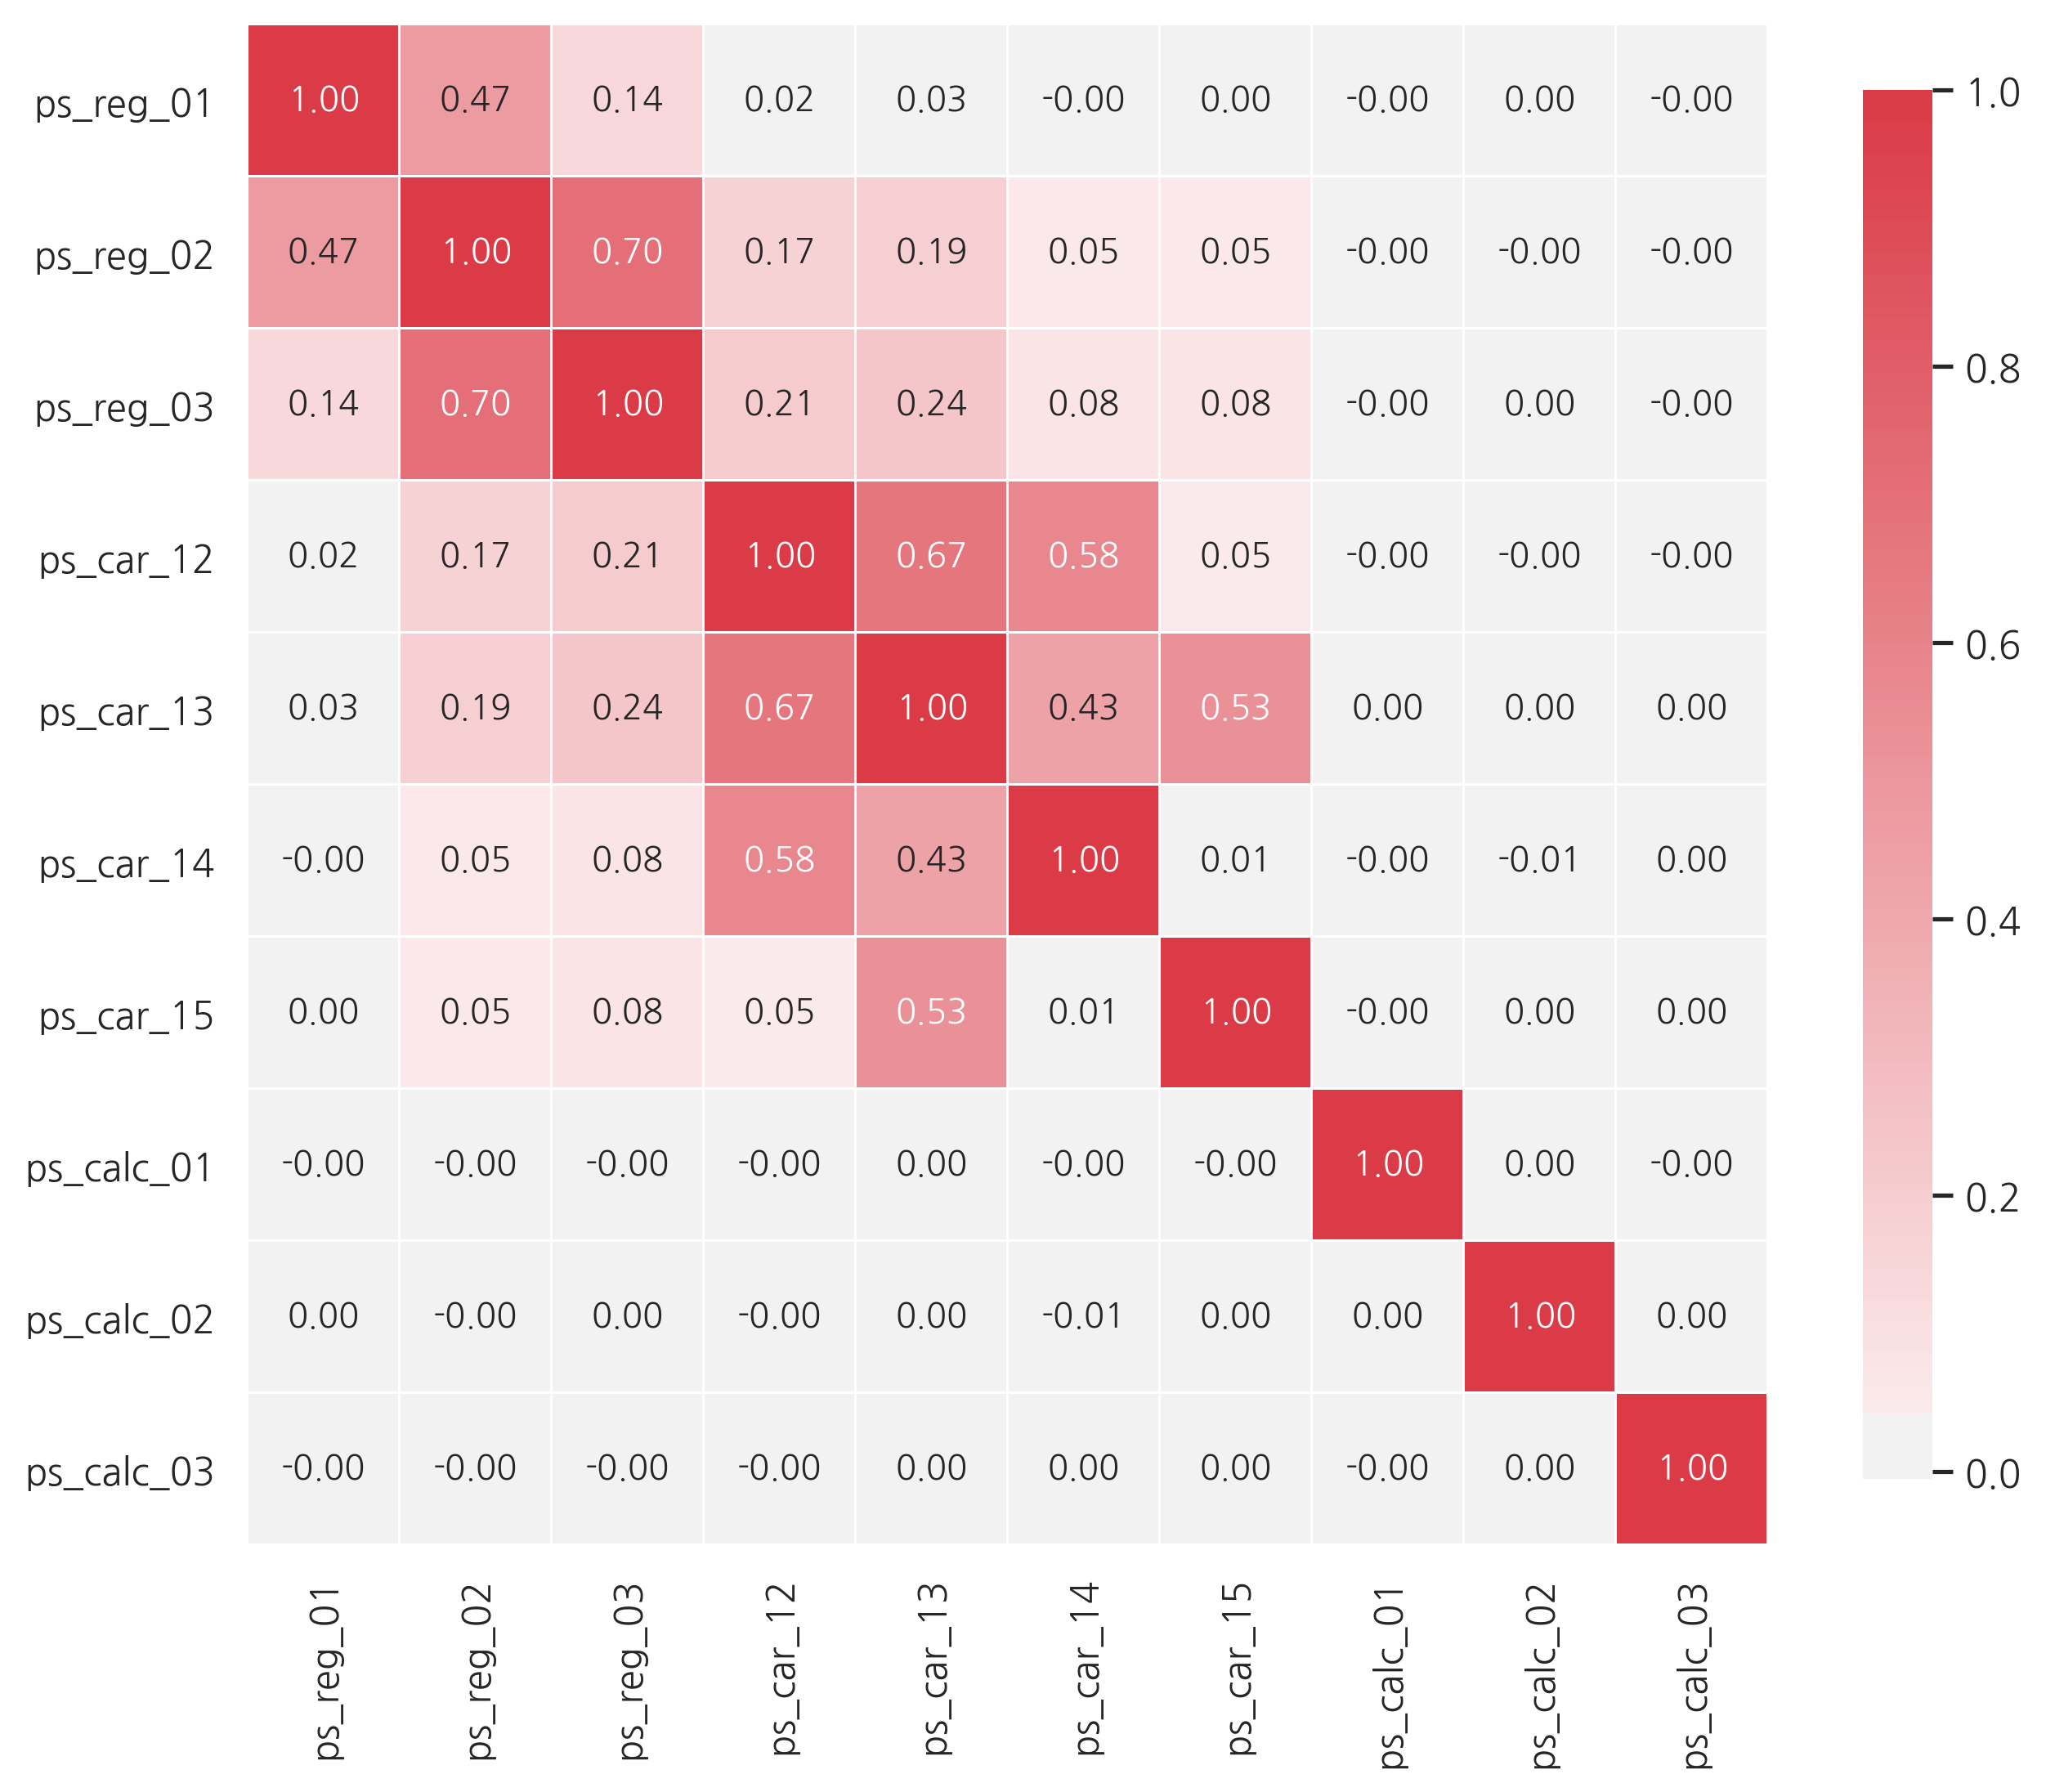 ps_reg_01 1.00 0.47 0.14 0.02 0.03 -0.00 0.00 -0.00 0.00 -0.00
ps_reg_02 0.47 1.00 0.70 0.17 0.19 0.05 0.05 -0.00 -0.00 -0.00
ps_reg_03 0.14 0.70 1.00 0.21 0.24 0.08 0.08 -0.00 0.00 -0.00
ps_car_12 0.02 0.17 0.21 1.00 0.67 0.58 0.05 -0.00 -0.00 -0.00
ps_car_13 0.03 0.19 0.24 0.67 1.00 0.43 0.53 0.00 0.00 0.00
ps_car_14 -0.00 0.05 0.08 0.58 0.43 1.00 0.01 -0.00 -0.01 0.00
ps_car_15 0.00 0.05 0.08 0.05 0.53 0.01 1.00 -0.00 0.00 0.00
ps_calc_01 -0.00 -0.00 -0.00 -0.00 0.00 -0.00 -0.00 1.00 0.00 -0.00
ps_calc_02 0.00 -0.00 0.00 -0.00 0.00 -0.01 0.00 0.00 1.00 0.00
ps_calc_03 -0.00 -0.00 -0.00 -0.00 0.00 0.00 0.00 -0.00 0.00 1.00
ps_reg_01 ps_reg_02 ps_reg_03 ps_car_12 ps_car_13 ps_car_14 ps_car_15 ps_calc_01 ps_calc_02 ps_calc_03
1.0
0.8
0.6
0.4
0.2
0.0